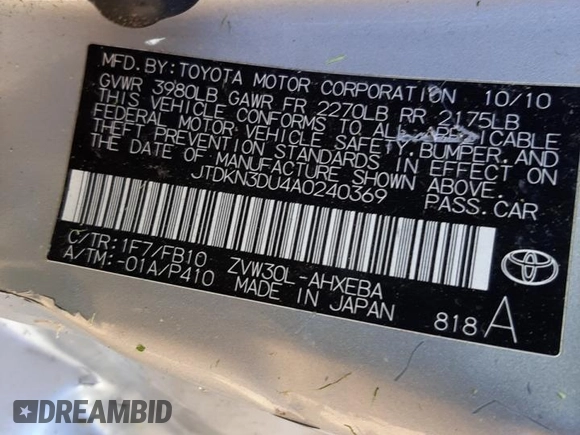 MFD.BY:TOYOTA MOTOR CORPORATION 10/10
GVWR 3980LB GAWR FR 2270LB RR 2175LB
THIS VEHICLE CONFORMS TO ALL APPLICABLE
FEDERAL MOTOR VEHICLE SAFETY,BUMPER,AND
THEFT PREVENTION STANDARDS IN EFFECT ON
THE DATE OF MANUFACTURE SHOWN ABOVE.
JTDKN3DU4A0240369 PASS.CAR
C/TR:1F7/FB10 ZVW30L-AHXEBA
A/TM:-01A/P410 MADE IN JAPAN
818 A
DREAMBID